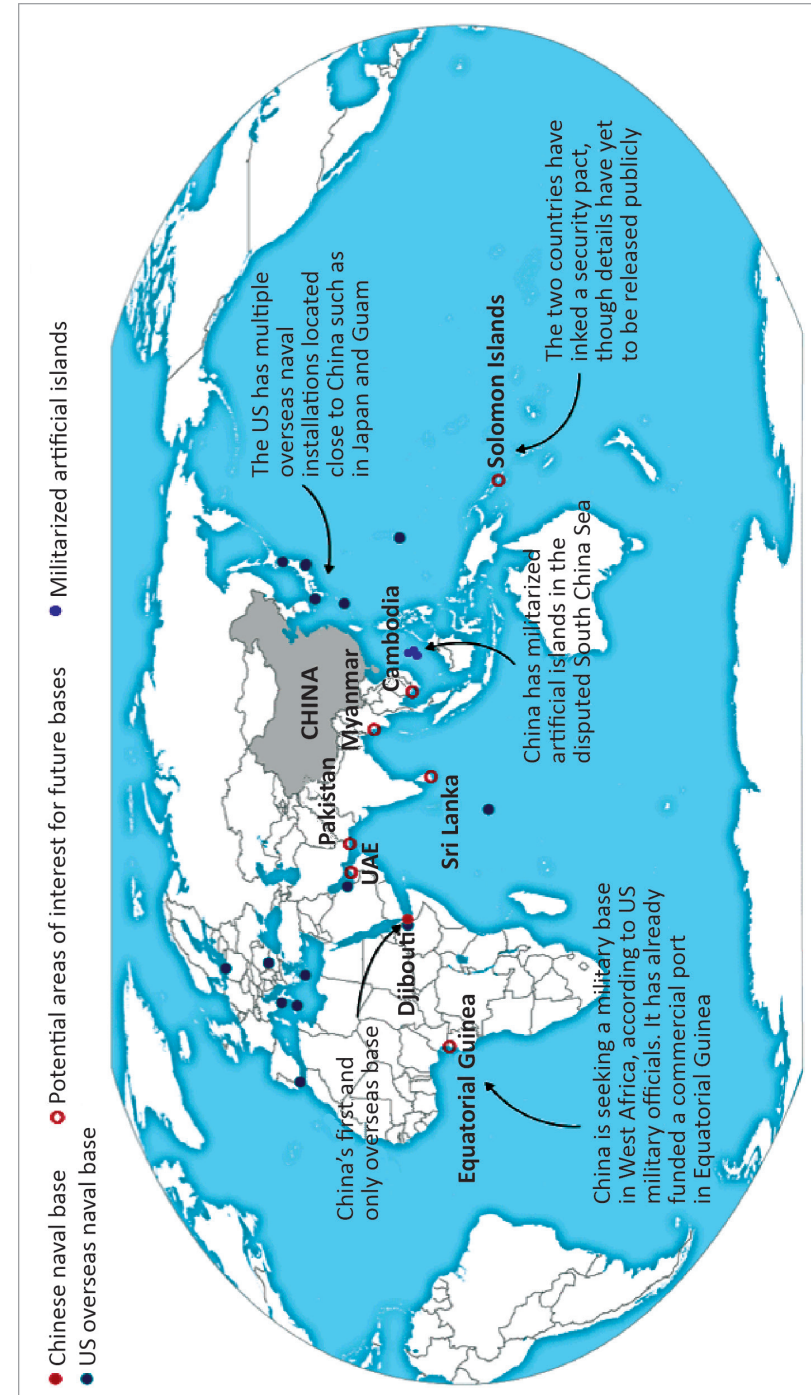 Chinese naval base
Potential areas of interest for future bases
Militarized artificial islands
US overseas naval base
The US has multiple
overseas naval
installations located
close to China such as
in Japan and Guam
CHINA
Pakistan
Myanmar
UAE
Cambodia
Sri Lanka
Solomon Islands
The two countries have
inked a security pact,
though details have yet
to be released publicly
China has militarized
artificial islands in the
disputed South China Sea
China's first and
only overseas base
Djibouti
Equatorial Guinea
China is seeking a military base
in West Africa, according to US
military officials. It has already
funded a commercial port
in Equatorial Guinea